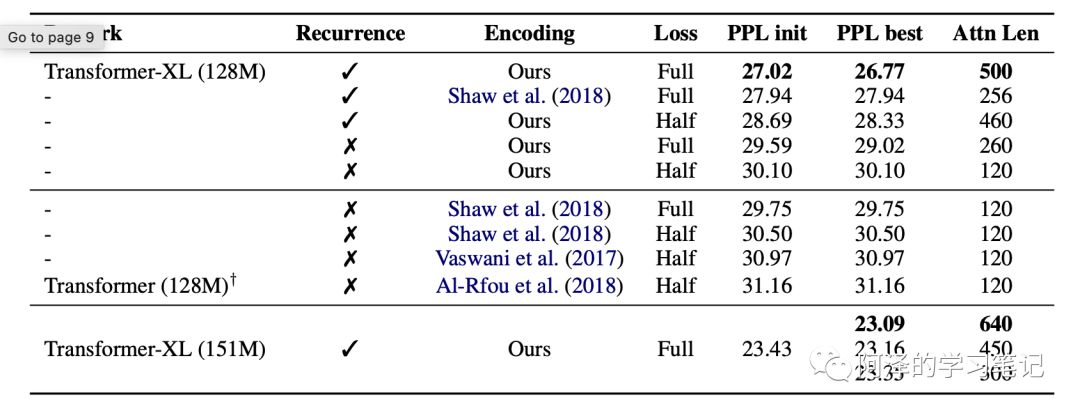 Go to page 9 rk Recurrence Encoding Loss PPL init PPL best Attn Len
Transformer-XL (128M) ✓ Ours Full 27.02 26.77 500
- ✓ Shaw et al. (2018) Full 27.94 27.94 256
- ✓ Ours Half 28.69 28.33 460
- ✗ Ours Full 29.59 29.02 260
- ✗ Ours Half 30.10 30.10 120
- ✗ Shaw et al. (2018) Full 29.75 29.75 120
- ✗ Shaw et al. (2018) Half 30.50 30.50 120
- ✗ Vaswani et al. (2017) Half 30.97 30.97 120
Transformer (128M)† ✗ Al-Rfou et al. (2018) Half 31.16 31.16 120
23.09 640
Transformer-XL (151M) ✓ Ours Full 23.43 23.16 450
23.35 300
阿泽的学习笔记